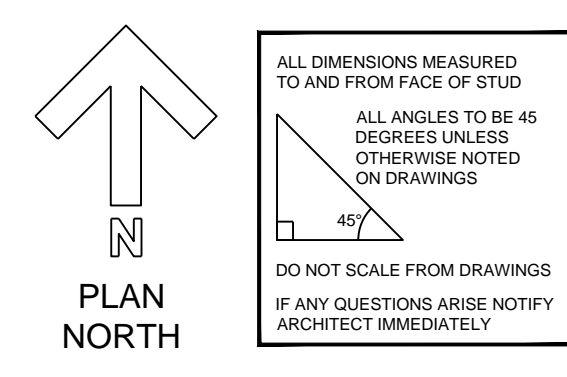 N
PLAN
NORTH
ALL DIMENSIONS MEASURED
TO AND FROM FACE OF STUD
ALL ANGLES TO BE 45
DEGREES UNLESS
OTHERWISE NOTED
ON DRAWINGS
45°
DO NOT SCALE FROM DRAWINGS
IF ANY QUESTIONS ARISE NOTIFY
ARCHITECT IMMEDIATELY